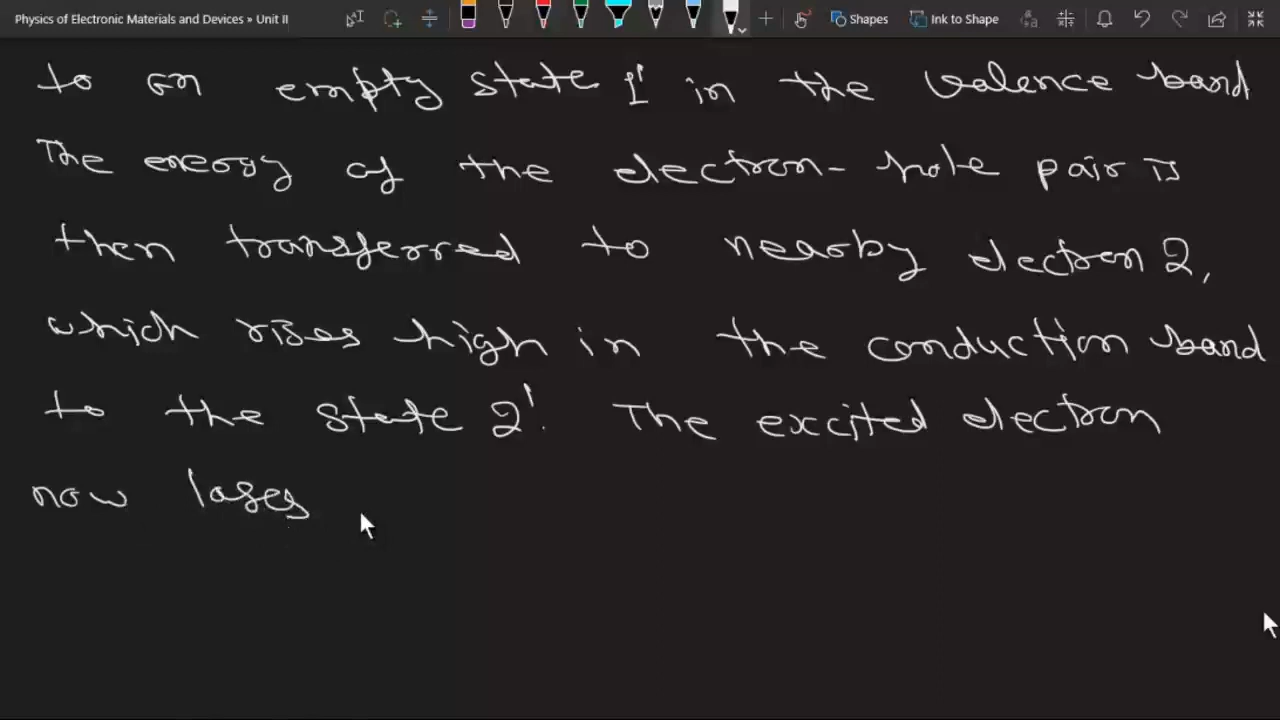 Physics of Electronic Materials and Devices » Unit II
Shapes
Ink to Shape
to an empty state 1' in the valence band
The energy of the electron-hole pair is
then transferred to nearby electron 2,
which rises high in the conduction band
to the state 2'. The excited electron
now loses